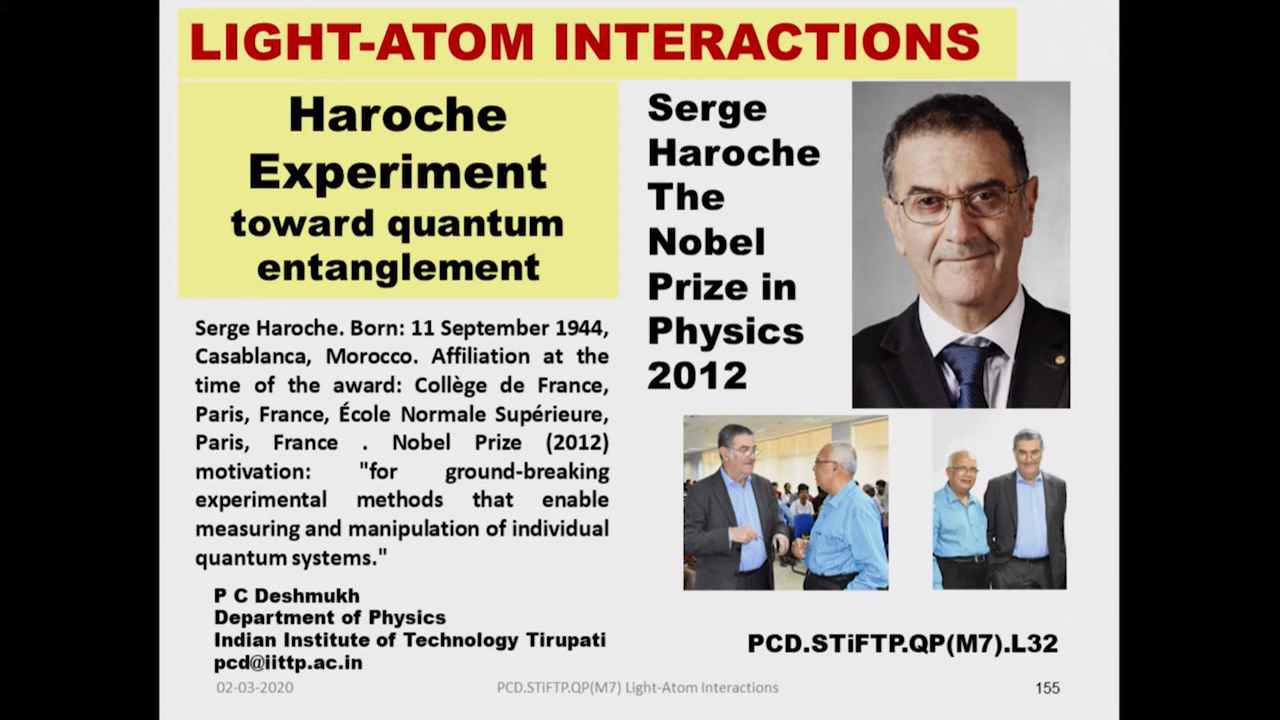 LIGHT-ATOM INTERACTIONS
Haroche
Experiment
toward quantum
entanglement
Serge
Haroche
The
Nobel
Prize in
Physics
2012
Serge Haroche. Born: 11 September 1944,
Casablanca, Morocco. Affiliation at the
time of the award: Collège de France,
Paris, France, École Normale Supérieure,
Paris, France . Nobel Prize (2012)
motivation: "for ground-breaking
experimental methods that enable
measuring and manipulation of individual
quantum systems."
P C Deshmukh
Department of Physics
Indian Institute of Technology Tirupati
pcd@iittp.ac.in
PCD.STiFTP.QP(M7).L32
02-03-2020
PCD.STiFTP.QP(M7) Light-Atom Interactions
155